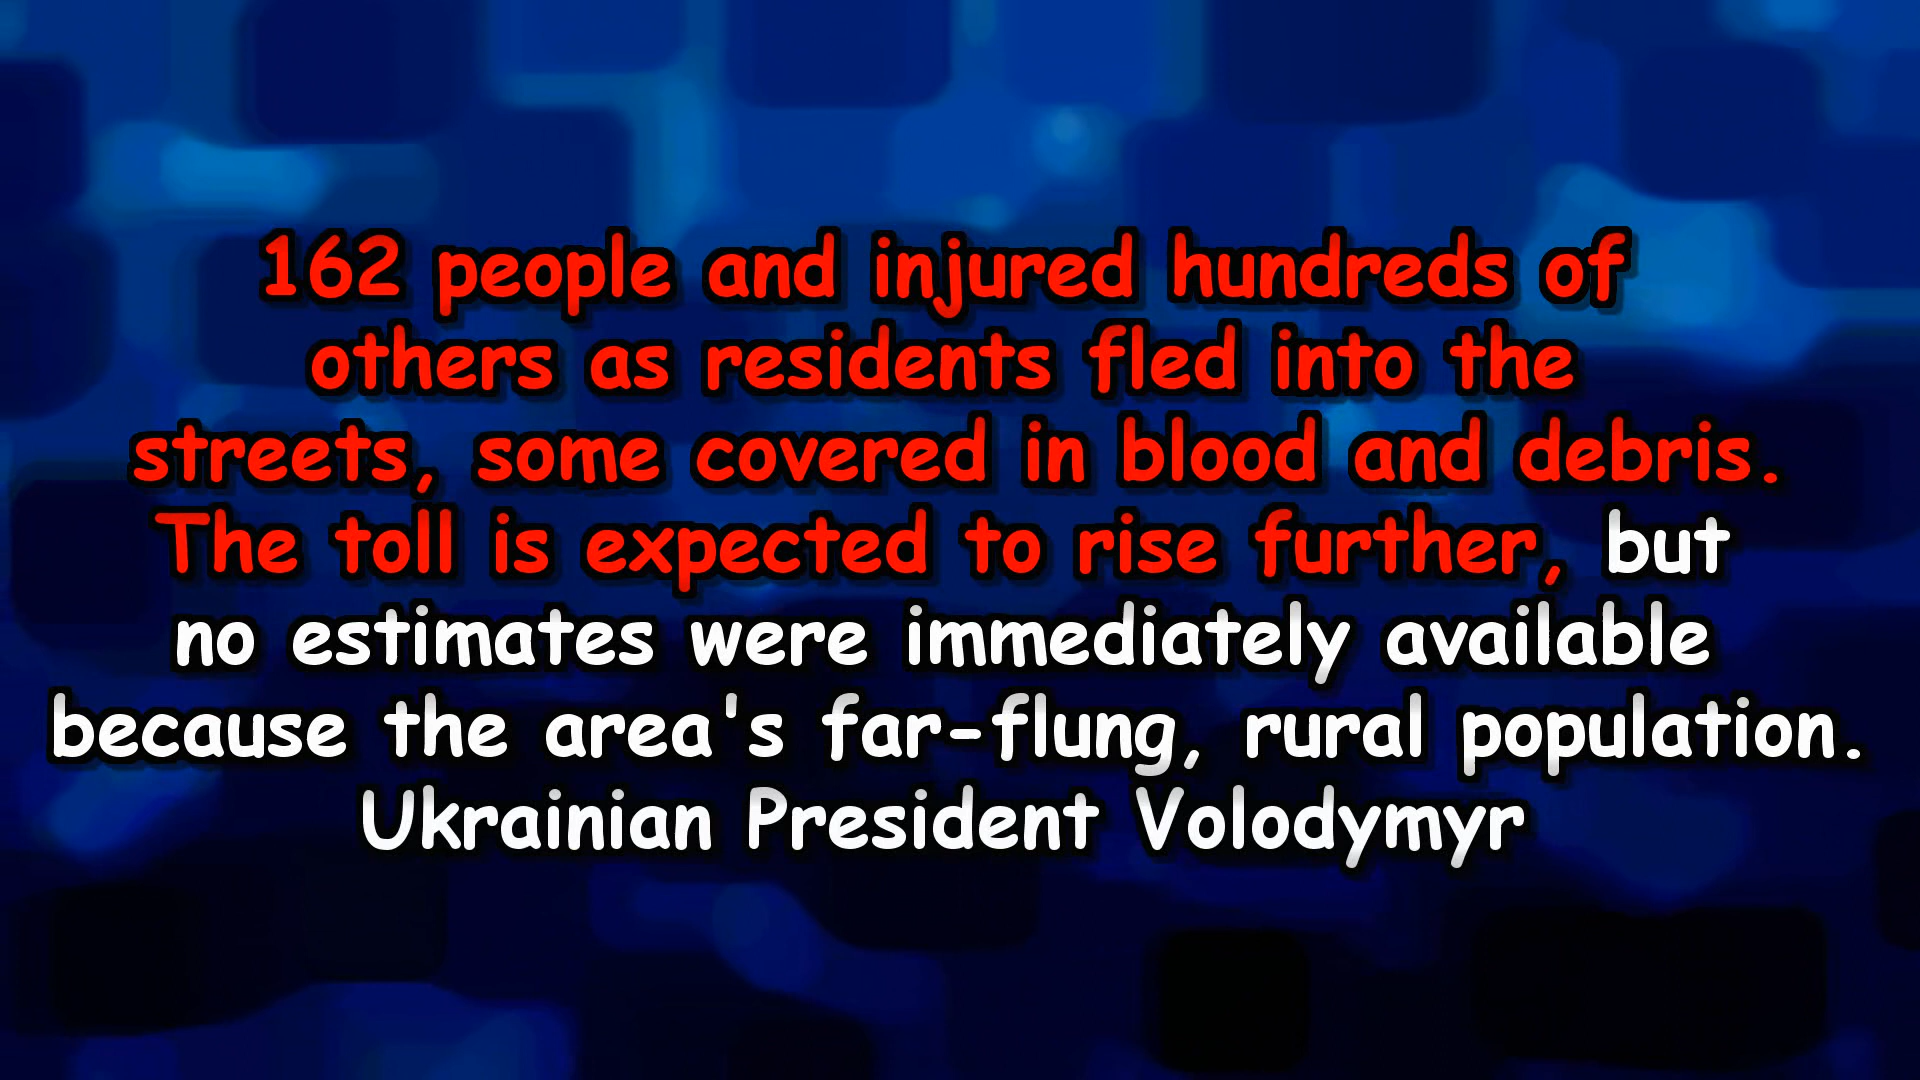 162 people and injured hundreds of
others as residents fled into the
streets, some covered in blood and debris.
The toll is expected to rise further, but
no estimates were immediately available
because the area's far-flung, rural population.
Ukrainian President Volodymyr